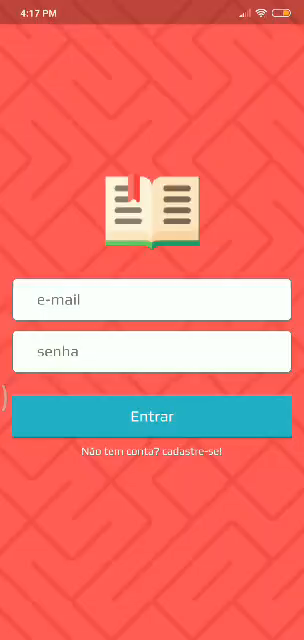 4:17 PM
e-mail
senha
Entrar
Não tem conta? cadastre-se!